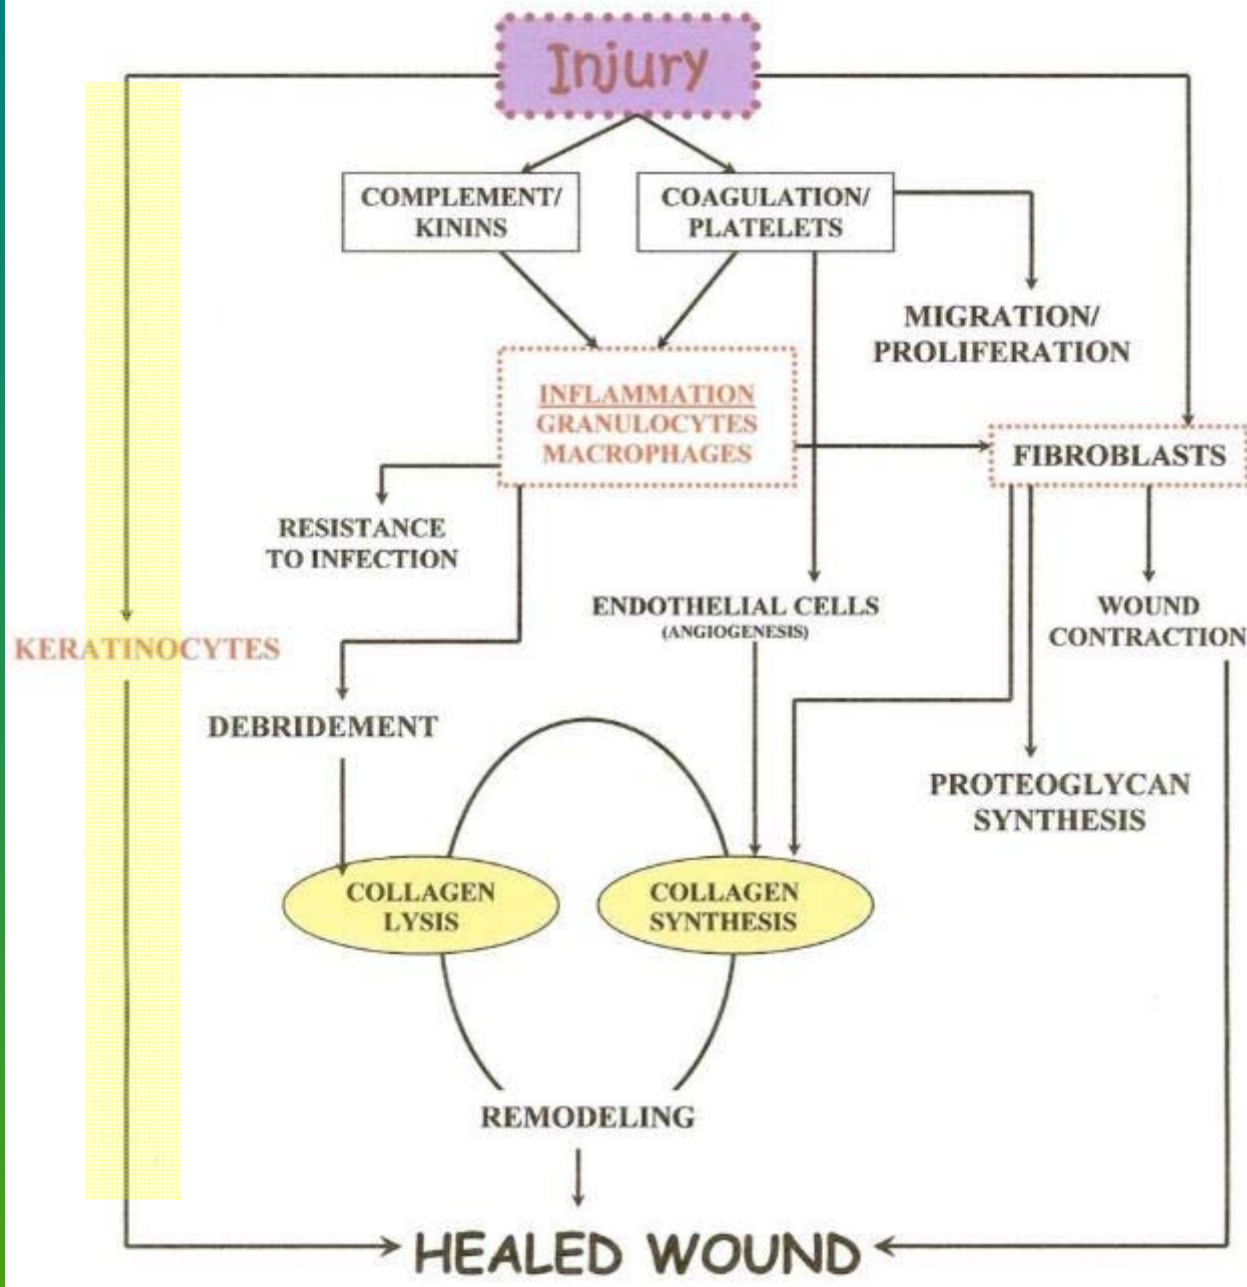 Injury
COMPLEMENT/
KININS
COAGULATION/
PLATELETS
MIGRATION/
PROLIFERATION
INFLAMMATION
GRANULOCYTES
MACROPHAGES
FIBROBLASTS
RESISTANCE
TO INFECTION
ENDOTHELIAL CELLS
(ANGIOGENESIS)
WOUND
CONTRACTION
KERATINOCYTES
DEBRIDEMENT
PROTEOGLYCAN
SYNTHESIS
COLLAGEN
LYSIS
COLLAGEN
SYNTHESIS
REMODELING
HEALED WOUND